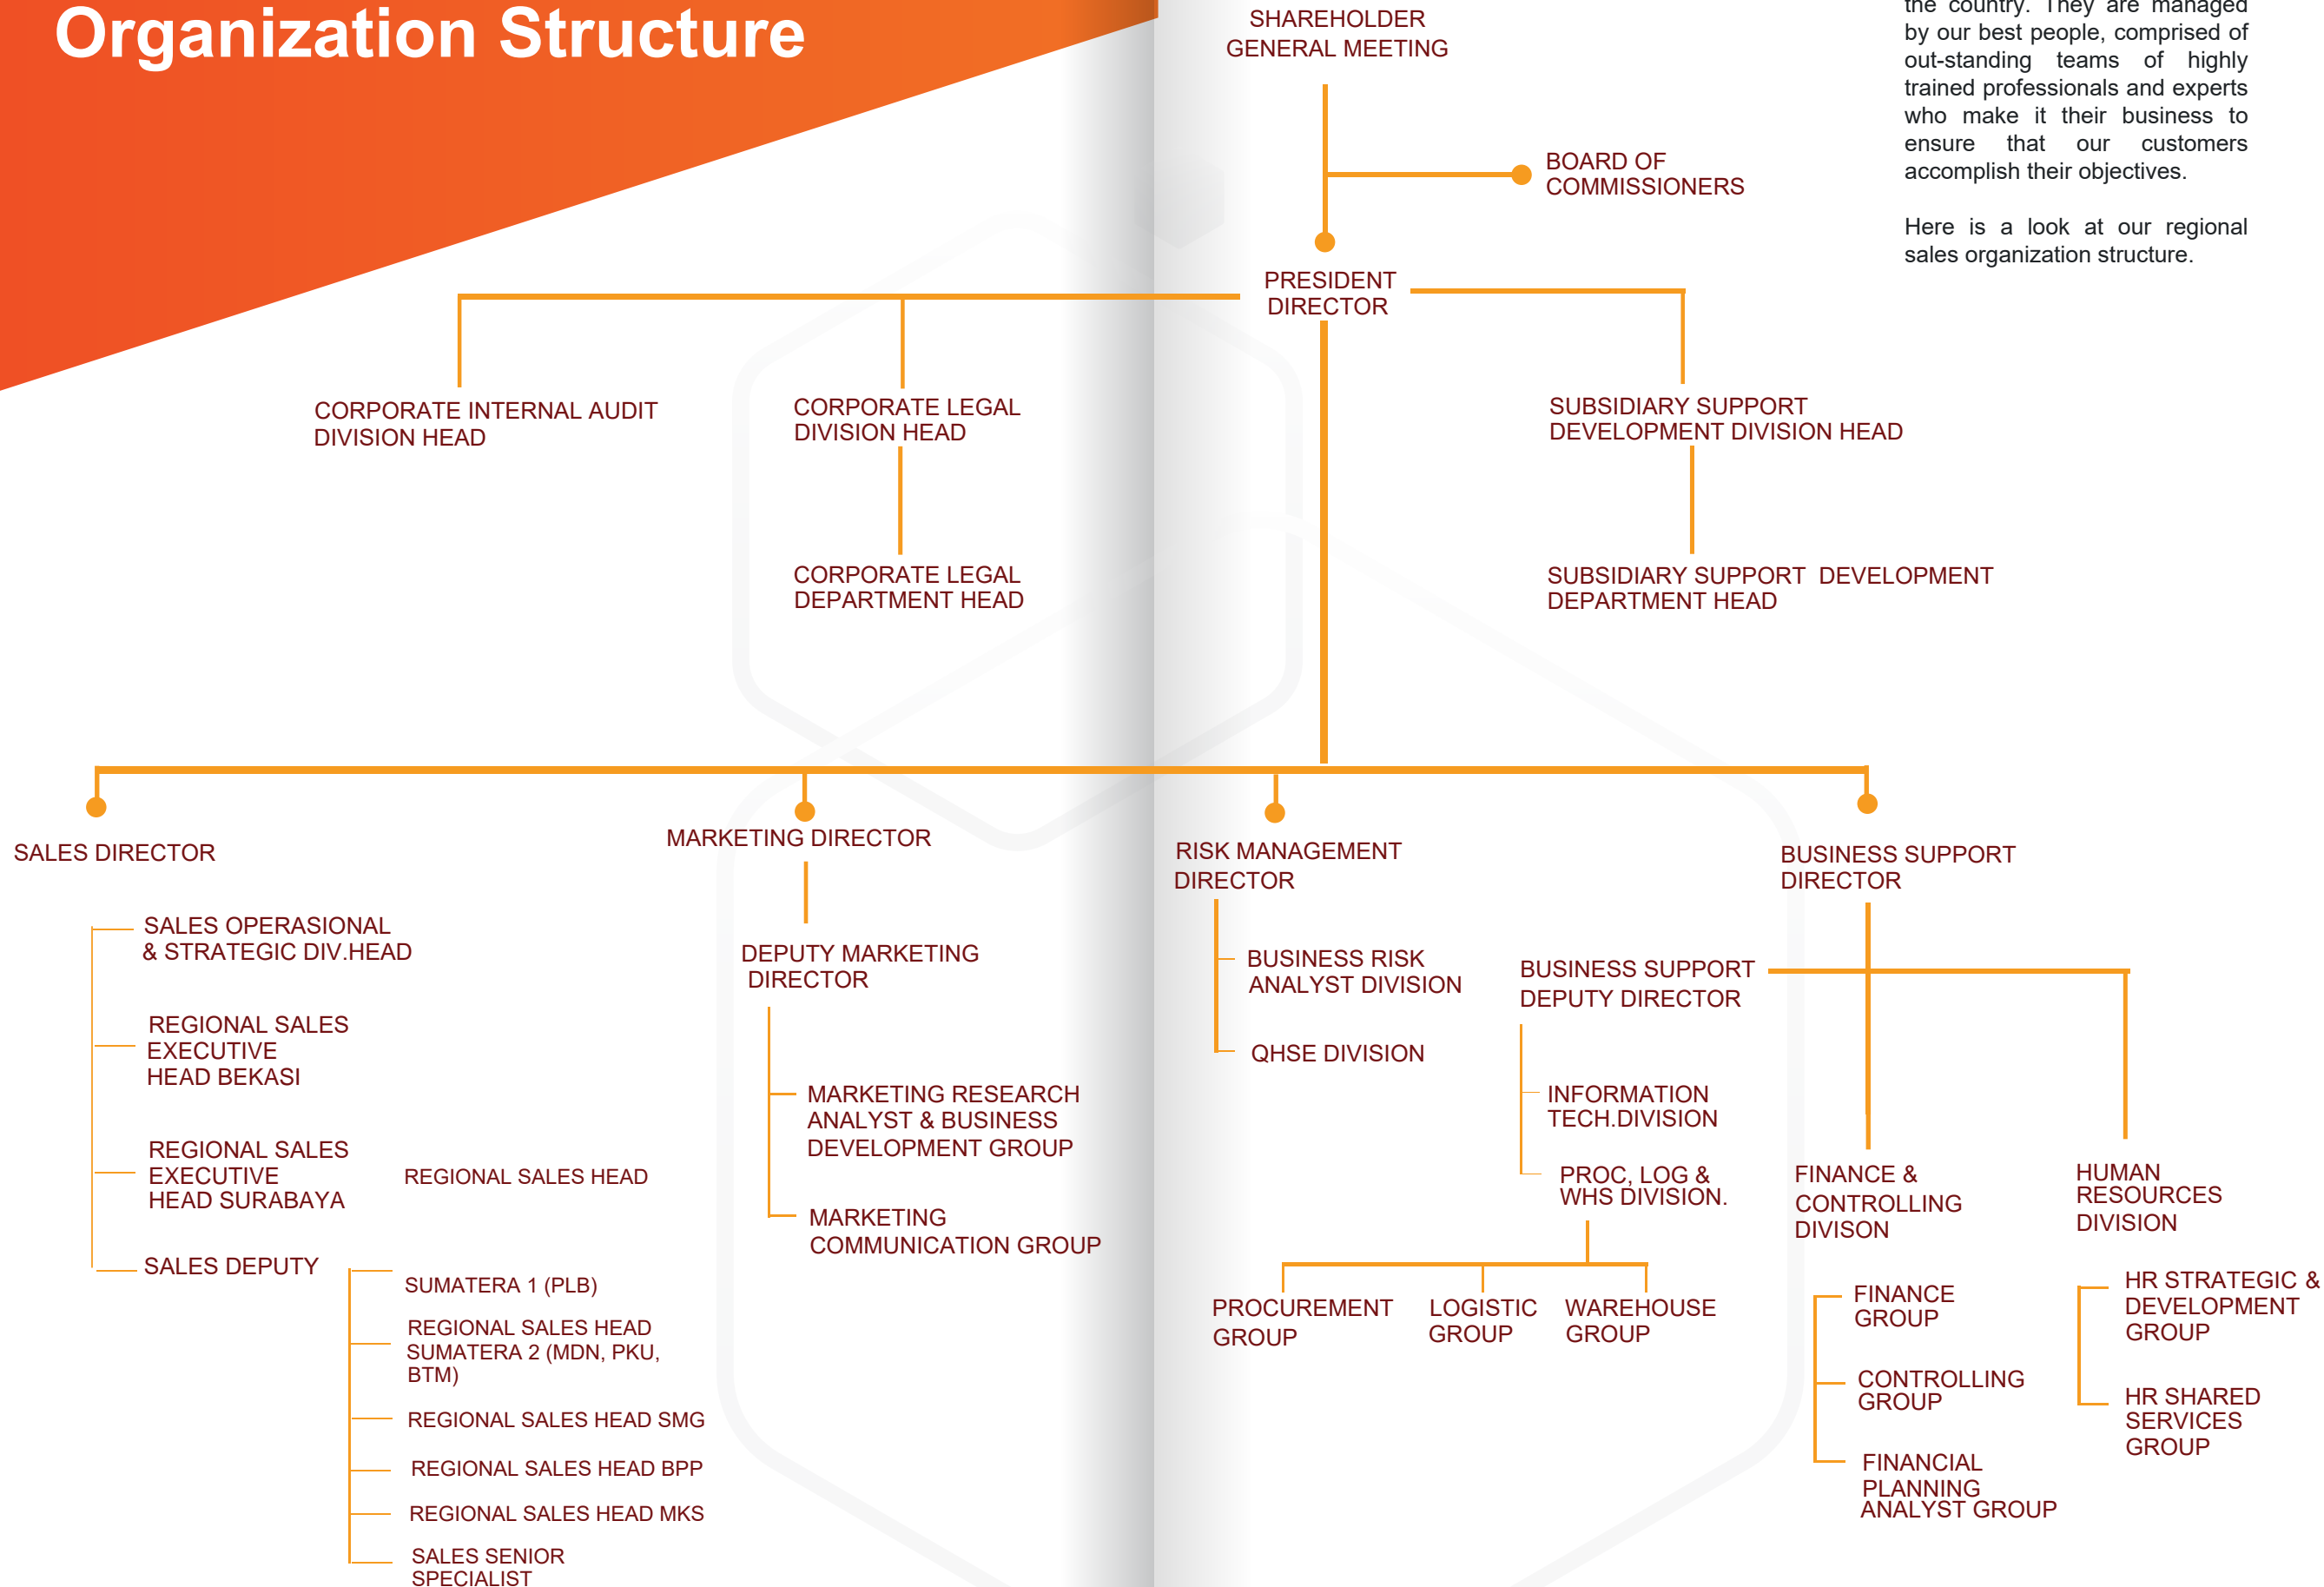 Organization Structure
SHAREHOLDER
GENERAL MEETING
the country. They are managed
by our best people, comprised of
out-standing teams of highly
trained professionals and experts
who make it their business to
ensure that our customers
accomplish their objectives.
Here is a look at our regional
sales organization structure.
BOARD OF
COMMISSIONERS
PRESIDENT
DIRECTOR
CORPORATE INTERNAL AUDIT
DIVISION HEAD
CORPORATE LEGAL
DIVISION HEAD
SUBSIDIARY SUPPORT
DEVELOPMENT DIVISION HEAD
CORPORATE LEGAL
DEPARTMENT HEAD
SUBSIDIARY SUPPORT DEVELOPMENT
DEPARTMENT HEAD
SALES DIRECTOR
SALES OPERASIONAL
& STRATEGIC DIV.HEAD
REGIONAL SALES
EXECUTIVE
HEAD BEKASI
REGIONAL SALES
EXECUTIVE
HEAD SURABAYA
SALES DEPUTY
REGIONAL SALES HEAD
SUMATERA 1 (PLB)
REGIONAL SALES HEAD
SUMATERA 2 (MDN, PKU,
BTM)
REGIONAL SALES HEAD SMG
REGIONAL SALES HEAD BPP
REGIONAL SALES HEAD MKS
SALES SENIOR
SPECIALIST
MARKETING DIRECTOR
DEPUTY MARKETING
DIRECTOR
MARKETING RESEARCH
ANALYST & BUSINESS
DEVELOPMENT GROUP
MARKETING
COMMUNICATION GROUP
RISK MANAGEMENT
DIRECTOR
BUSINESS RISK
ANALYST DIVISION
QHSE DIVISION
BUSINESS SUPPORT
DIRECTOR
BUSINESS SUPPORT
DEPUTY DIRECTOR
INFORMATION
TECH.DIVISION
PROC, LOG &
WHS DIVISION.
PROCUREMENT
GROUP
LOGISTIC
GROUP
WAREHOUSE
GROUP
FINANCE &
CONTROLLING
DIVISON
FINANCE
GROUP
CONTROLLING
GROUP
FINANCIAL
PLANNING
ANALYST GROUP
HUMAN
RESOURCES
DIVISION
HR STRATEGIC &
DEVELOPMENT
GROUP
HR SHARED
SERVICES
GROUP